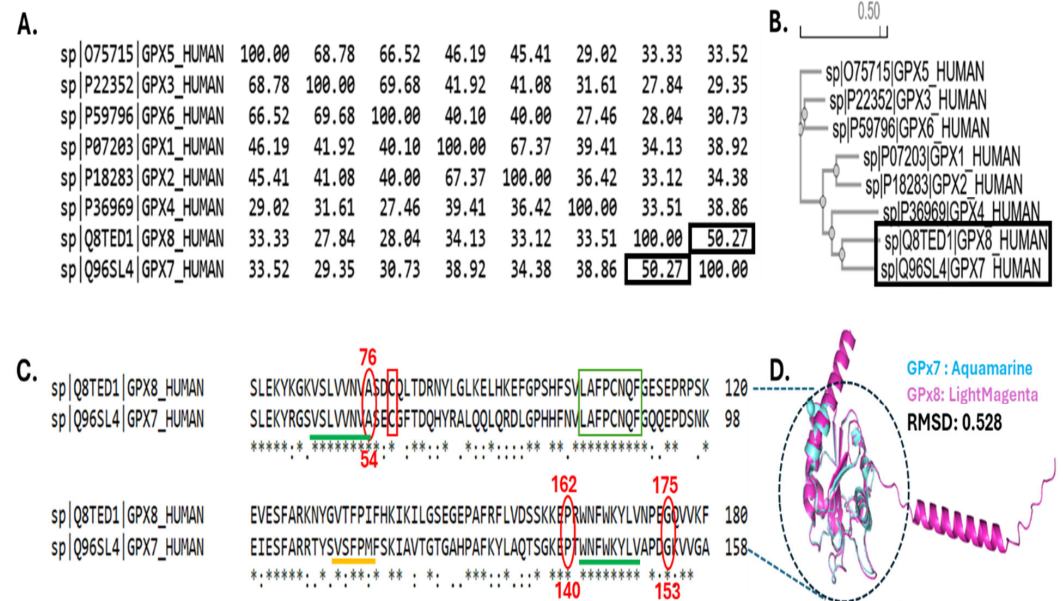 A.
sp|O75715|GPX5_HUMAN 100.00 68.78 66.52 46.19 45.41 29.02 33.33 33.52
sp|P22352|GPX3_HUMAN 68.78 100.00 69.68 41.92 41.08 31.61 27.84 29.35
sp|P59796|GPX6_HUMAN 66.52 69.68 100.00 40.10 40.00 27.46 28.04 30.73
sp|P07203|GPX1_HUMAN 46.19 41.92 40.10 100.00 67.37 39.41 34.13 38.92
sp|P18283|GPX2_HUMAN 45.41 41.08 40.00 67.37 100.00 36.42 33.12 34.38
sp|P36969|GPX4_HUMAN 29.02 31.61 27.46 39.41 36.42 100.00 33.51 38.86
sp|Q8TED1|GPX8_HUMAN 33.33 27.84 28.04 34.13 33.12 33.51 100.00 50.27
sp|Q96SL4|GPX7_HUMAN 33.52 29.35 30.73 38.92 34.38 38.86 50.27 100.00
B.
0.50
sp|O75715|GPX5_HUMAN
sp|P22352|GPX3_HUMAN
sp|P59796|GPX6_HUMAN
sp|P07203|GPX1_HUMAN
sp|P18283|GPX2_HUMAN
sp|P36969|GPX4_HUMAN
sp|Q8TED1|GPX8_HUMAN
sp|Q96SL4|GPX7_HUMAN
C.
76
sp|Q8TED1|GPX8_HUMAN SLEKYKGKVSLVVNVASDCQLTDRNYLGLKELHKEFGPSHFSVLAFPCNQFGESEPRPSK 120
sp|Q96SL4|GPX7_HUMAN SLEKYRGSVSLVVNVASECGFTDQHYRALQQLQRDLGPHHFNVLAFPCNQFGQQEPDSNK 98
54
162 175
sp|Q8TED1|GPX8_HUMAN EVESFARKNYGVTFPIFHKIKILGSEGEPAFRFLVDSSKKEPRWNFWKYLVNPEGQVVKF 180
sp|Q96SL4|GPX7_HUMAN EIESFARRTYSVSFPMFSKIAVTGTGAHPAFKYLAQTSGKEPTWNFWKYLVAPDGKVVGA 158
140 153
D.
GPx7 : Aquamarine
GPx8: LightMagenta
RMSD: 0.528